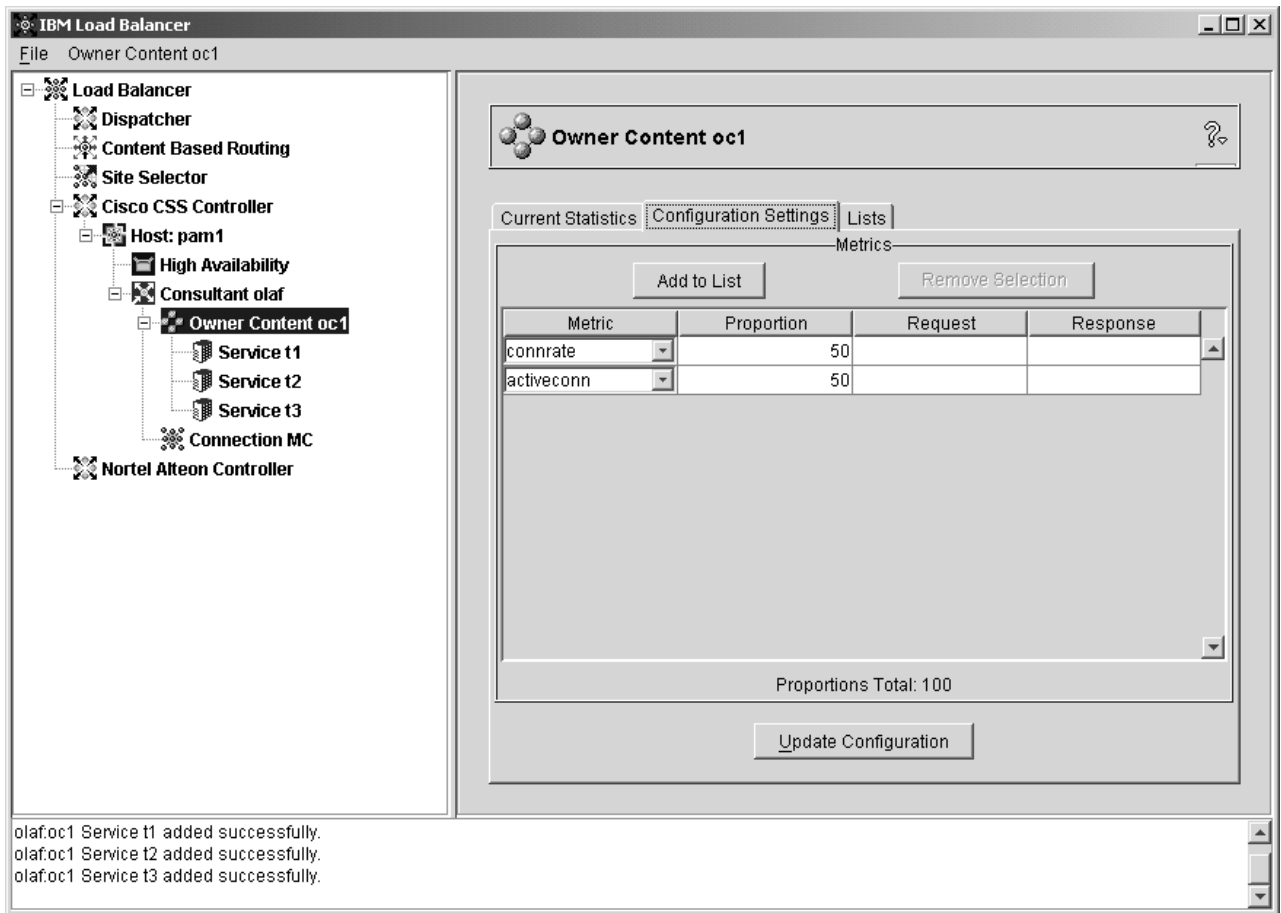 IBM Load Balancer
File Owner Content oc1
Load Balancer
Dispatcher
Content Based Routing
Site Selector
Cisco CSS Controller
Host: pam1
High Availability
Consultant olaf
Owner Content oc1
Service t1
Service t2
Service t3
Connection MC
Nortel Alteon Controller
Owner Content oc1
Current Statistics Configuration Settings Lists
Metrics
Add to List Remove Selection
Metric Proportion Request Response
connrate 50
activeconn 50
Proportions Total: 100
Update Configuration
olaf:oc1 Service t1 added successfully.
olaf:oc1 Service t2 added successfully.
olaf:oc1 Service t3 added successfully.